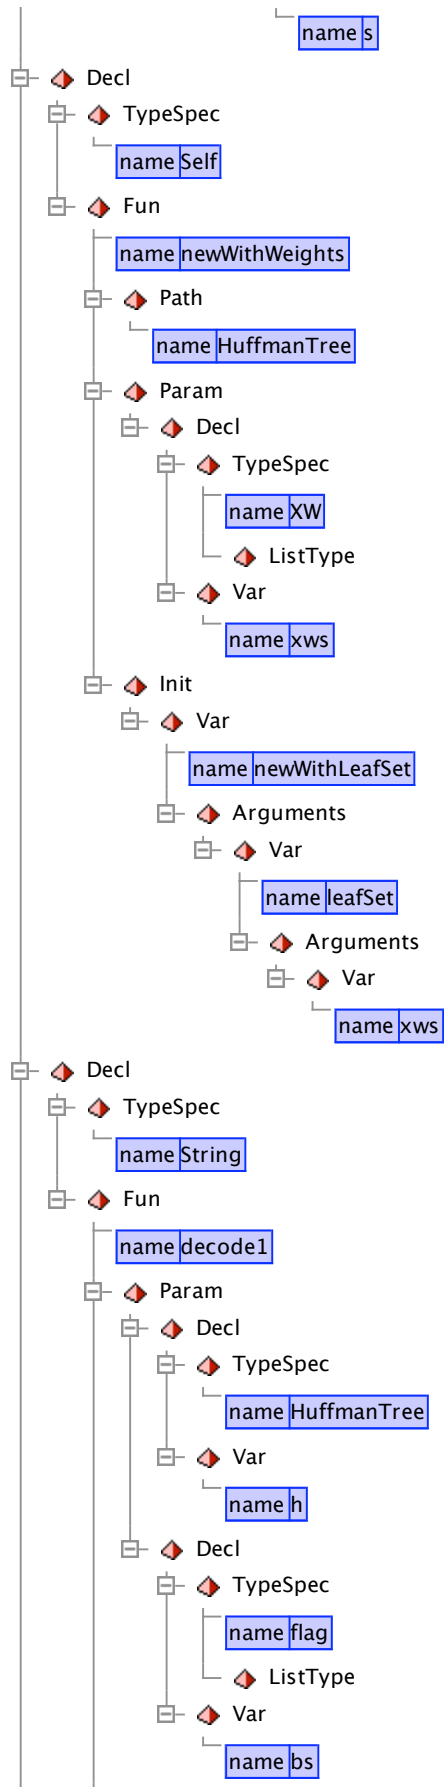 name s
Decl
TypeSpec
name Self
Fun
name newWithWeights
Path
name HuffmanTree
Param
Decl
TypeSpec
name XW
ListType
Var
name xws
Init
Var
name newWithLeafSet
Arguments
Var
name leafSet
Arguments
Var
name xws
Decl
TypeSpec
name String
Fun
name decode1
Param
Decl
TypeSpec
name HuffmanTree
Var
name h
Decl
TypeSpec
name flag
ListType
Var
name bs